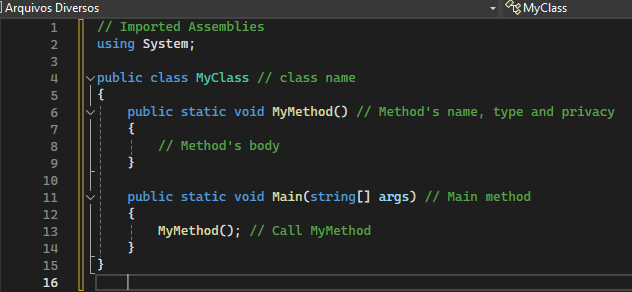 Arquivos Diversos MyClass
1 // Imported Assemblies
2 using System;
3
4 public class MyClass // class name
5 {
6 public static void MyMethod() // Method's name, type and privacy
7 {
8 // Method's body
9 }
10
11 public static void Main(string[] args) // Main method
12 {
13 MyMethod(); // Call MyMethod
14 }
15 }
16